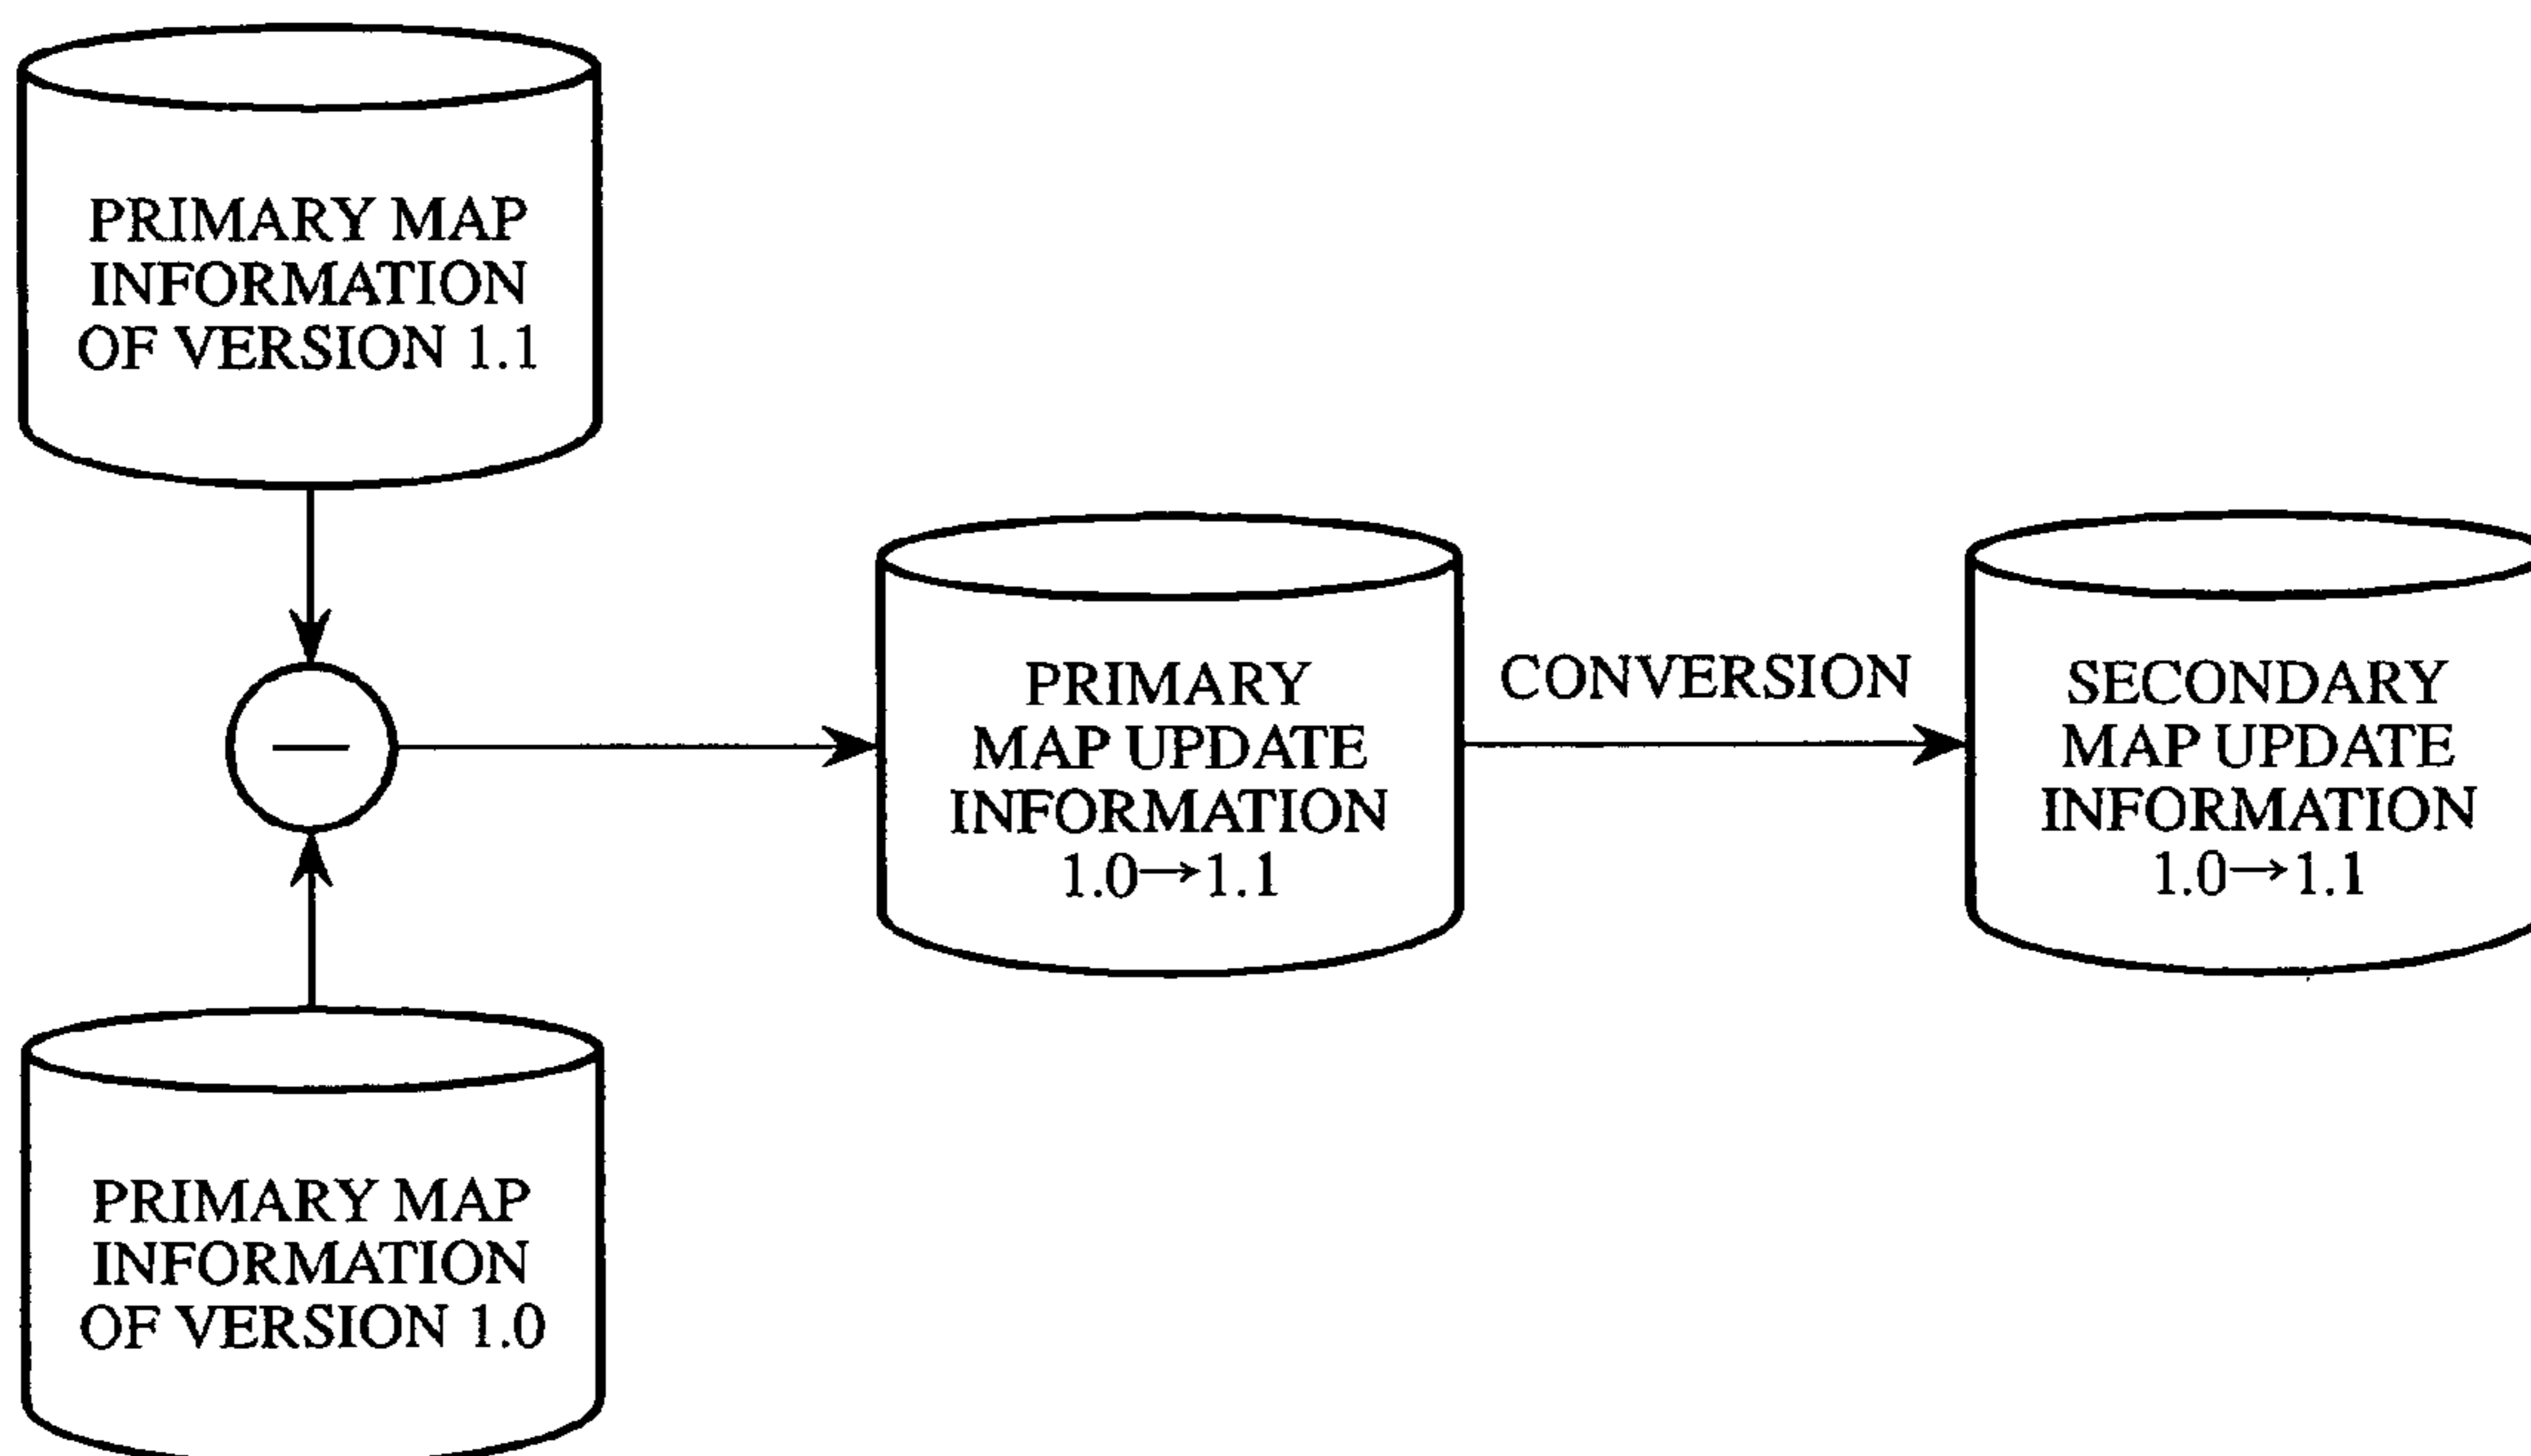 PRIMARY MAP
INFORMATION
OF VERSION 1.1
—
PRIMARY
MAP UPDATE
INFORMATION
1.0→1.1
CONVERSION
SECONDARY
MAP UPDATE
INFORMATION
1.0→1.1
PRIMARY MAP
INFORMATION
OF VERSION 1.0